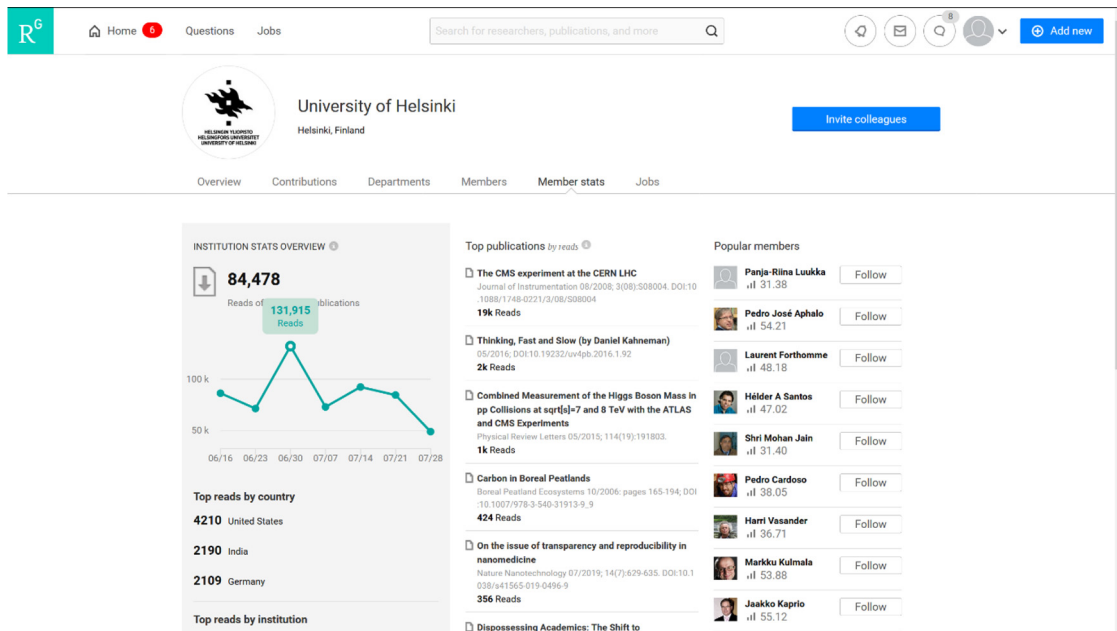 RG
Home 6 Questions Jobs
Search for researchers, publications, and more
8
Add new
HELSINGIN YLIOPISTO
HELSINGFORS UNIVERSITET
UNIVERSITY OF HELSINKI
University of Helsinki
Helsinki, Finland
Invite colleagues
Overview Contributions Departments Members Member stats Jobs
INSTITUTION STATS OVERVIEW
84,478
Reads of blications
131,915
Reads
100 k
50 k
06/16 06/23 06/30 07/07 07/14 07/21 07/28
Top reads by country
4210 United States
2190 India
2109 Germany
Top reads by institution
Top publications by reads
The CMS experiment at the CERN LHC
Journal of Instrumentation 08/2008; 3(08):S08004. DOI:10
.1088/1748-0221/3/08/S08004
19k Reads
Thinking, Fast and Slow (by Daniel Kahneman)
05/2016; DOI:10.19232/uv4pb.2016.1.92
2k Reads
Combined Measurement of the Higgs Boson Mass in
pp Collisions at sqrt[s]=7 and 8 TeV with the ATLAS
and CMS Experiments
Physical Review Letters 05/2015; 114(19):191803.
1k Reads
Carbon in Boreal Peatlands
Boreal Peatland Ecosystems 10/2006: pages 165-194; DOI
:10.1007/978-3-540-31913-9_9
424 Reads
On the issue of transparency and reproducibility in
nanomedicine
Nature Nanotechnology 07/2019; 14(7):629-635. DOI:10.1
038/s41565-019-0496-9
356 Reads
Dispossessing Academics: The Shift to
Popular members
Panja-Riina Luukka
31.38
Follow
Pedro José Aphalo
54.21
Follow
Laurent Forthomme
48.18
Follow
Hélder A Santos
47.02
Follow
Shri Mohan Jain
31.40
Follow
Pedro Cardoso
38.05
Follow
Harri Vasander
36.71
Follow
Markku Kulmala
53.88
Follow
Jaakko Kaprio
55.12
Follow